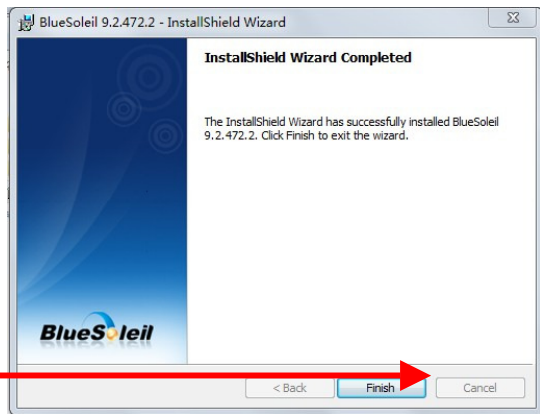 BlueSoleil 9.2.472.2 - InstallShield Wizard
InstallShield Wizard Completed
The InstallShield Wizard has successfully installed BlueSoleil
9.2.472.2. Click Finish to exit the wizard.
BlueSoleil
< Back Finish Cancel